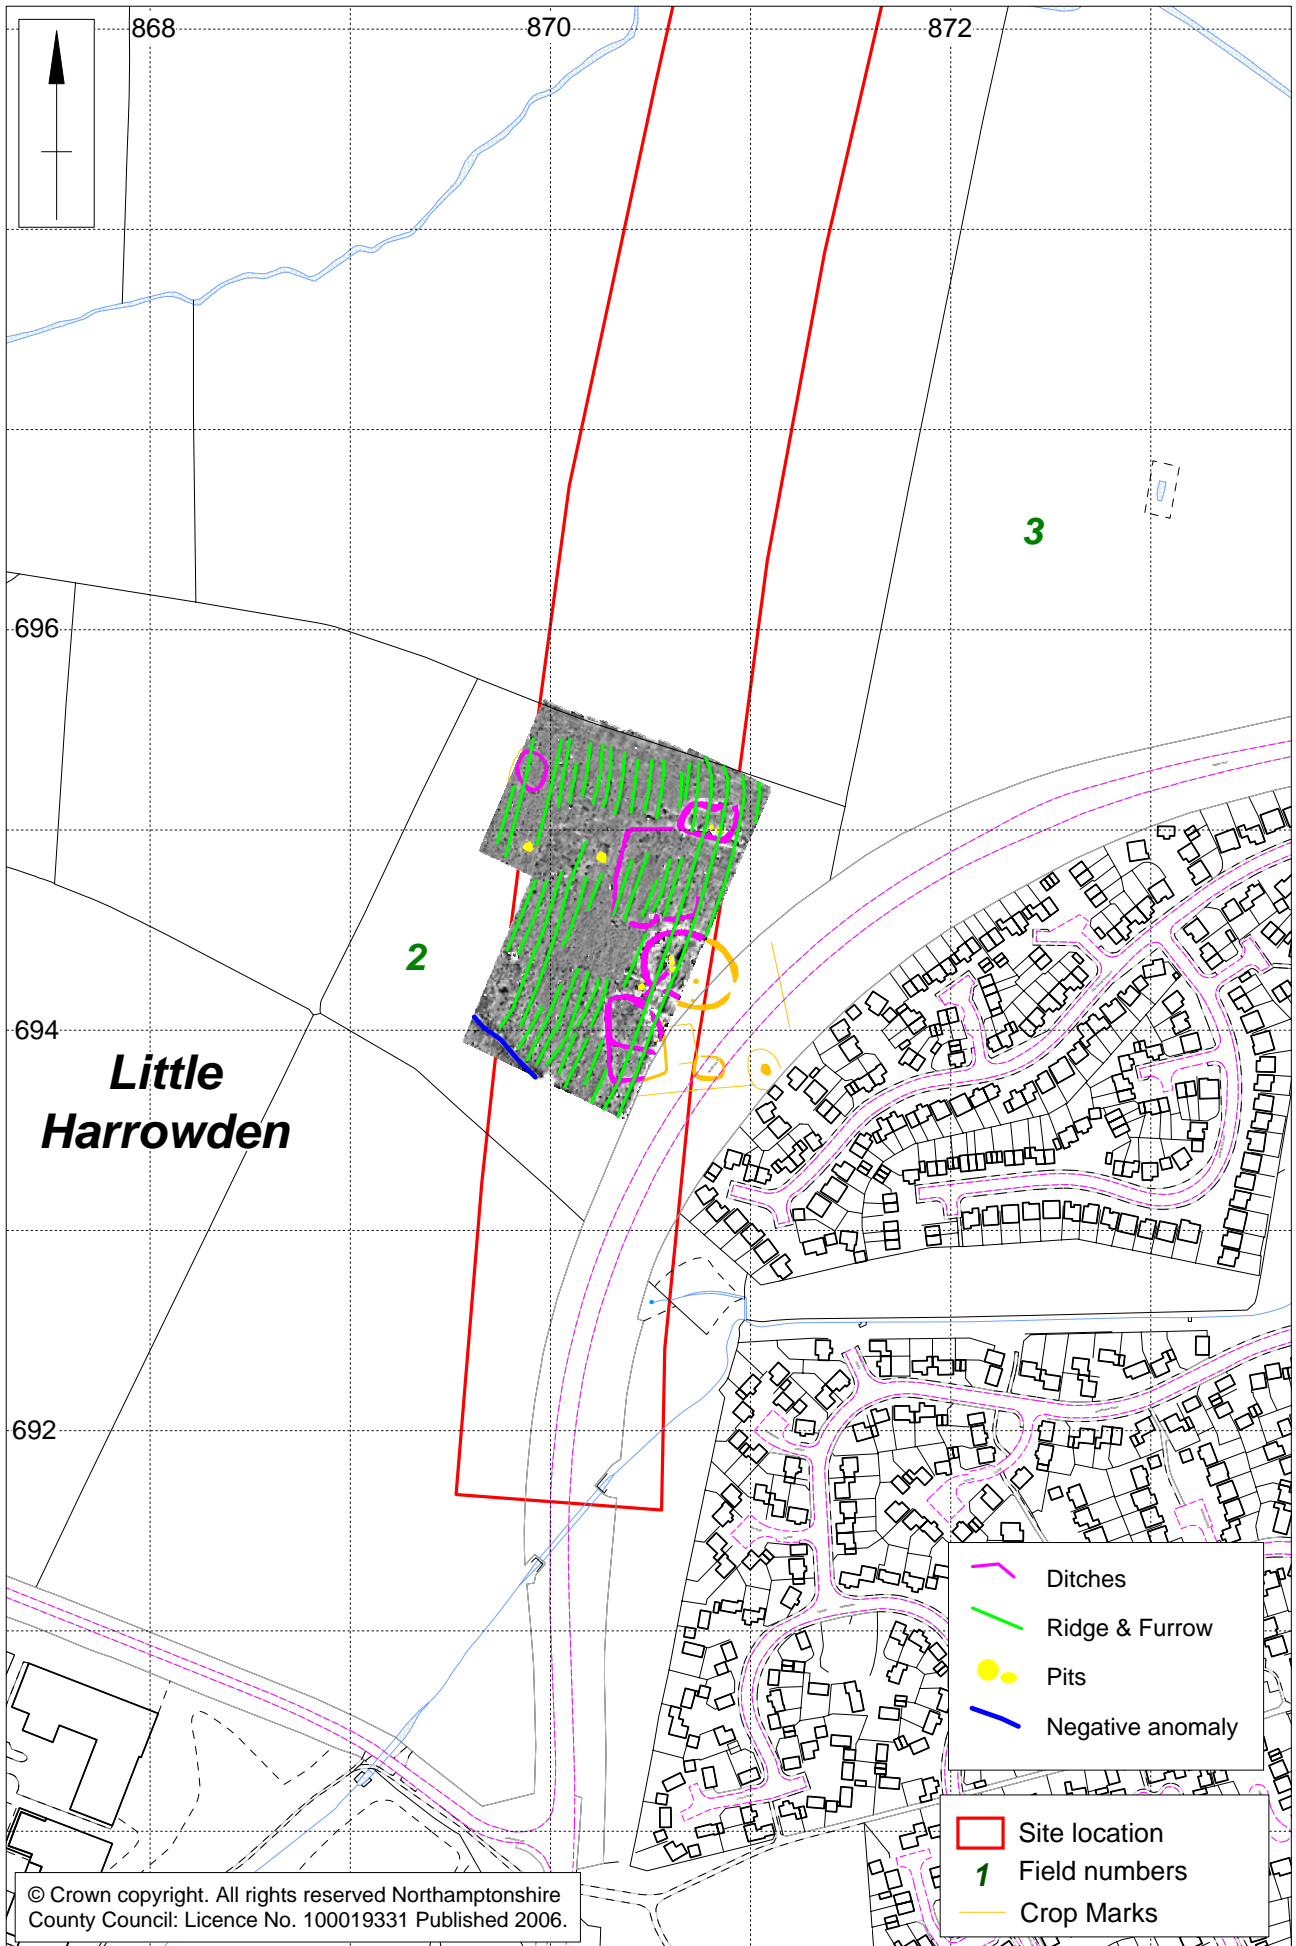 868
870
872
3
696
2
694
Little
Harrowden
692
Ditches
Ridge & Furrow
Pits
Negative anomaly
Site location
1 Field numbers
Crop Marks
© Crown copyright. All rights reserved Northamptonshire
County Council: Licence No. 100019331 Published 2006.